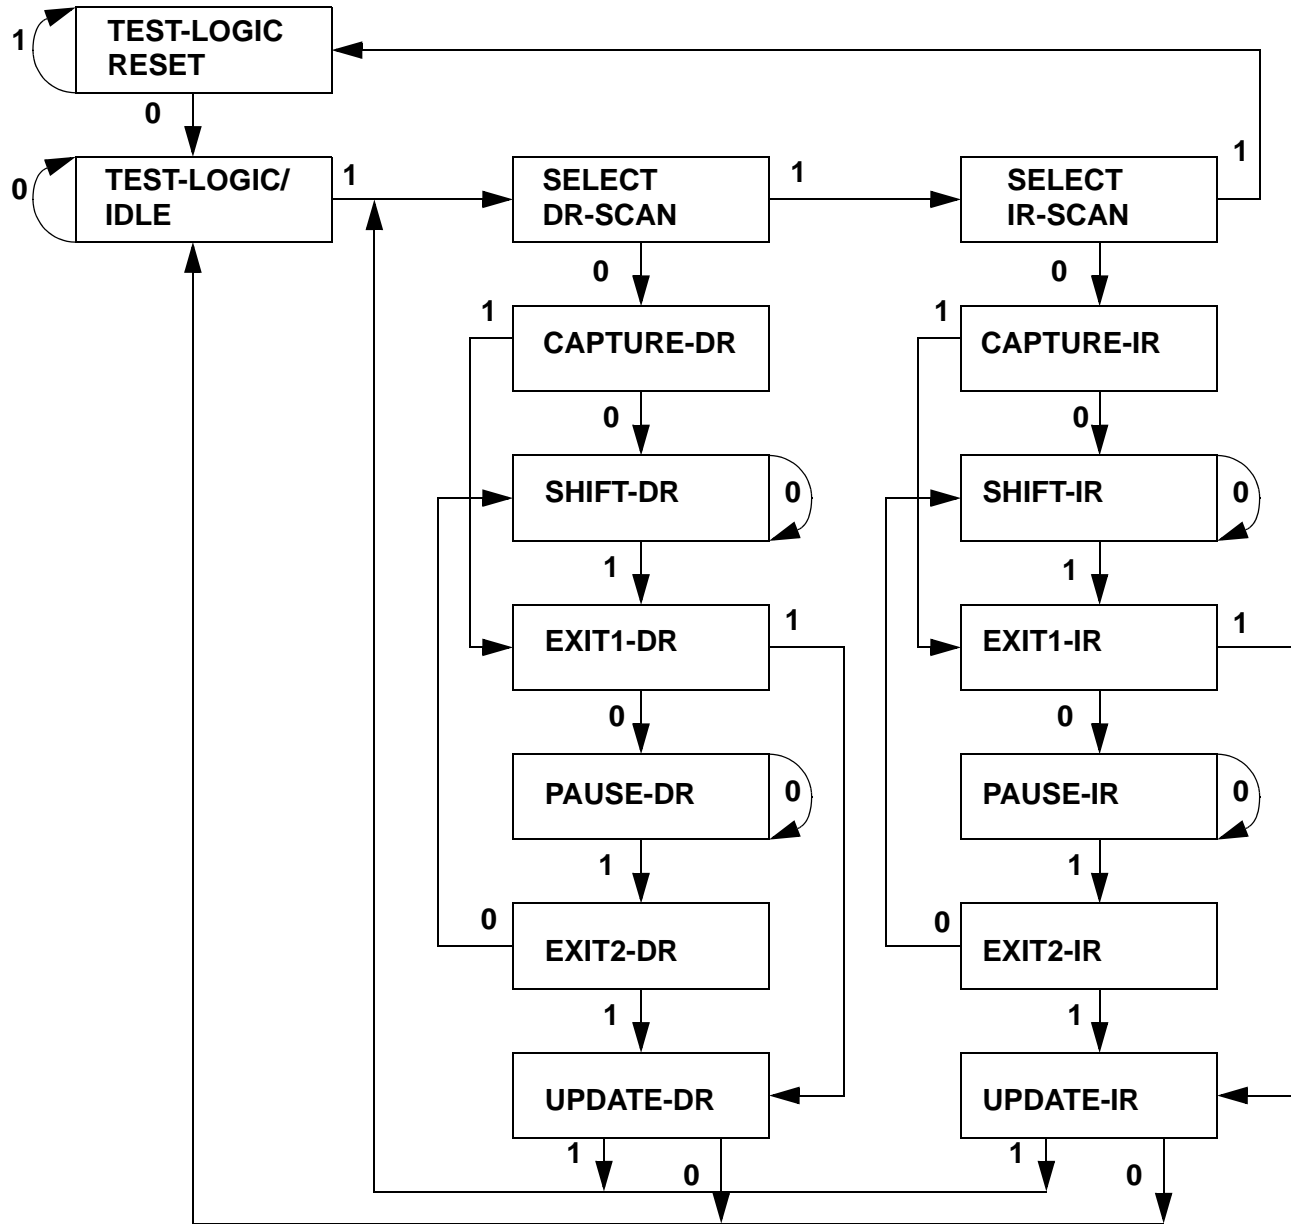 TEST-LOGIC
RESET
1
0
TEST-LOGIC/
IDLE
0
1
SELECT
DR-SCAN
1
SELECT
IR-SCAN
1
0
0
1
CAPTURE-DR
1
CAPTURE-IR
0
0
SHIFT-DR
0
SHIFT-IR
0
1
1
EXIT1-DR
1
EXIT1-IR
1
0
0
PAUSE-DR
0
PAUSE-IR
0
1
1
0
EXIT2-DR
0
EXIT2-IR
1
1
UPDATE-DR
UPDATE-IR
1
0
1
0